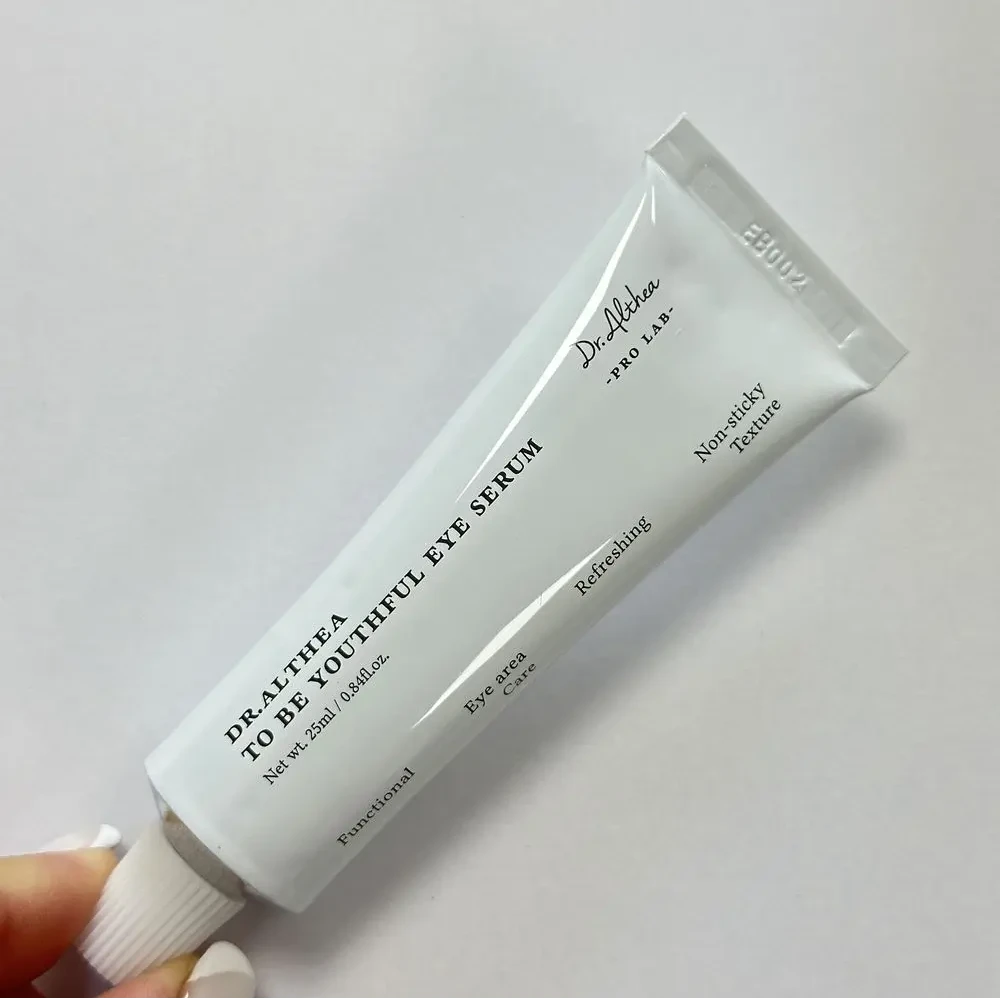 EB002
Dr. Althea
-PRO LAB-
DR.ALTHEA
TO BE YOUTHFUL EYE SERUM
Net wt. 25ml / 0.84fl.oz.
Functional
Eye area
Care
Refreshing
Non-sticky
Texture